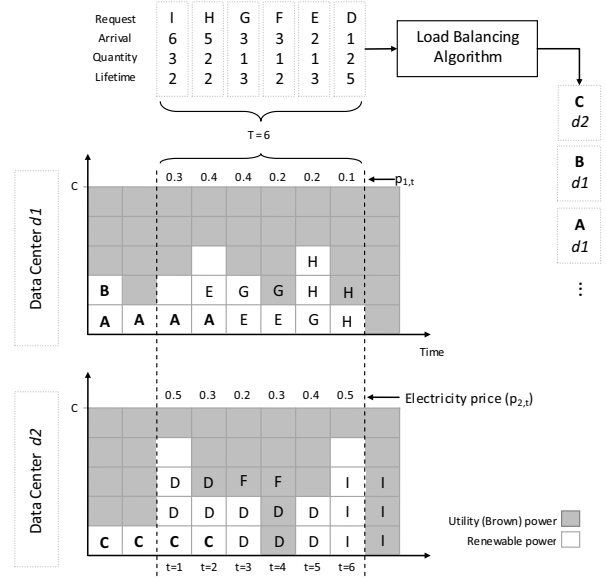 Request I H G F E D
Arrival 6 5 3 3 2 1
Quantity 3 2 1 1 1 2
Lifetime 2 2 3 2 3 5
Load Balancing
Algorithm
T = 6
C
d2
B
d1
A
d1
⋮
Data Center d1
0.3 0.4 0.4 0.2 0.2 0.1 p1,t
C
H
B E G G H H
A A A A E E G H
Time
Data Center d2
0.5 0.3 0.2 0.3 0.4 0.5 Electricity price (p2,t)
C
D D F F I I
D D D D D I I
C C C C D D D I I
t=1 t=2 t=3 t=4 t=5 t=6
Utility (Brown) power
Renewable power